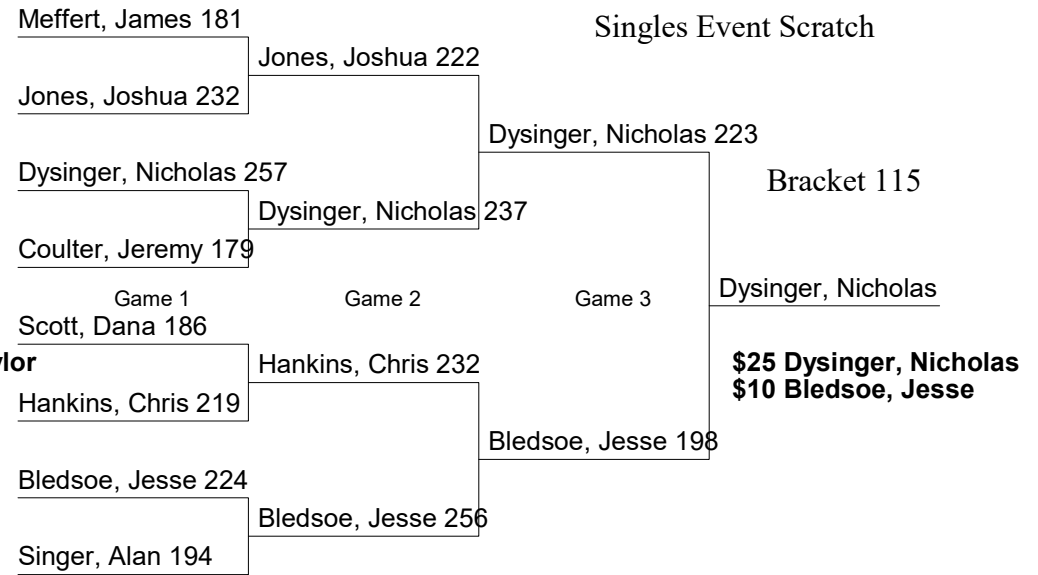 Meffert, James 181
Singles Event Scratch
Jones, Joshua 222
Jones, Joshua 232
Dysinger, Nicholas 223
Dysinger, Nicholas 257
Bracket 115
Dysinger, Nicholas 237
Coulter, Jeremy 179
Game 1
Game 2
Game 3
Dysinger, Nicholas
Scott, Dana 186
ylor
Hankins, Chris 232
$25 Dysinger, Nicholas
$10 Bledsoe, Jesse
Hankins, Chris 219
Bledsoe, Jesse 198
Bledsoe, Jesse 224
Bledsoe, Jesse 256
Singer, Alan 194